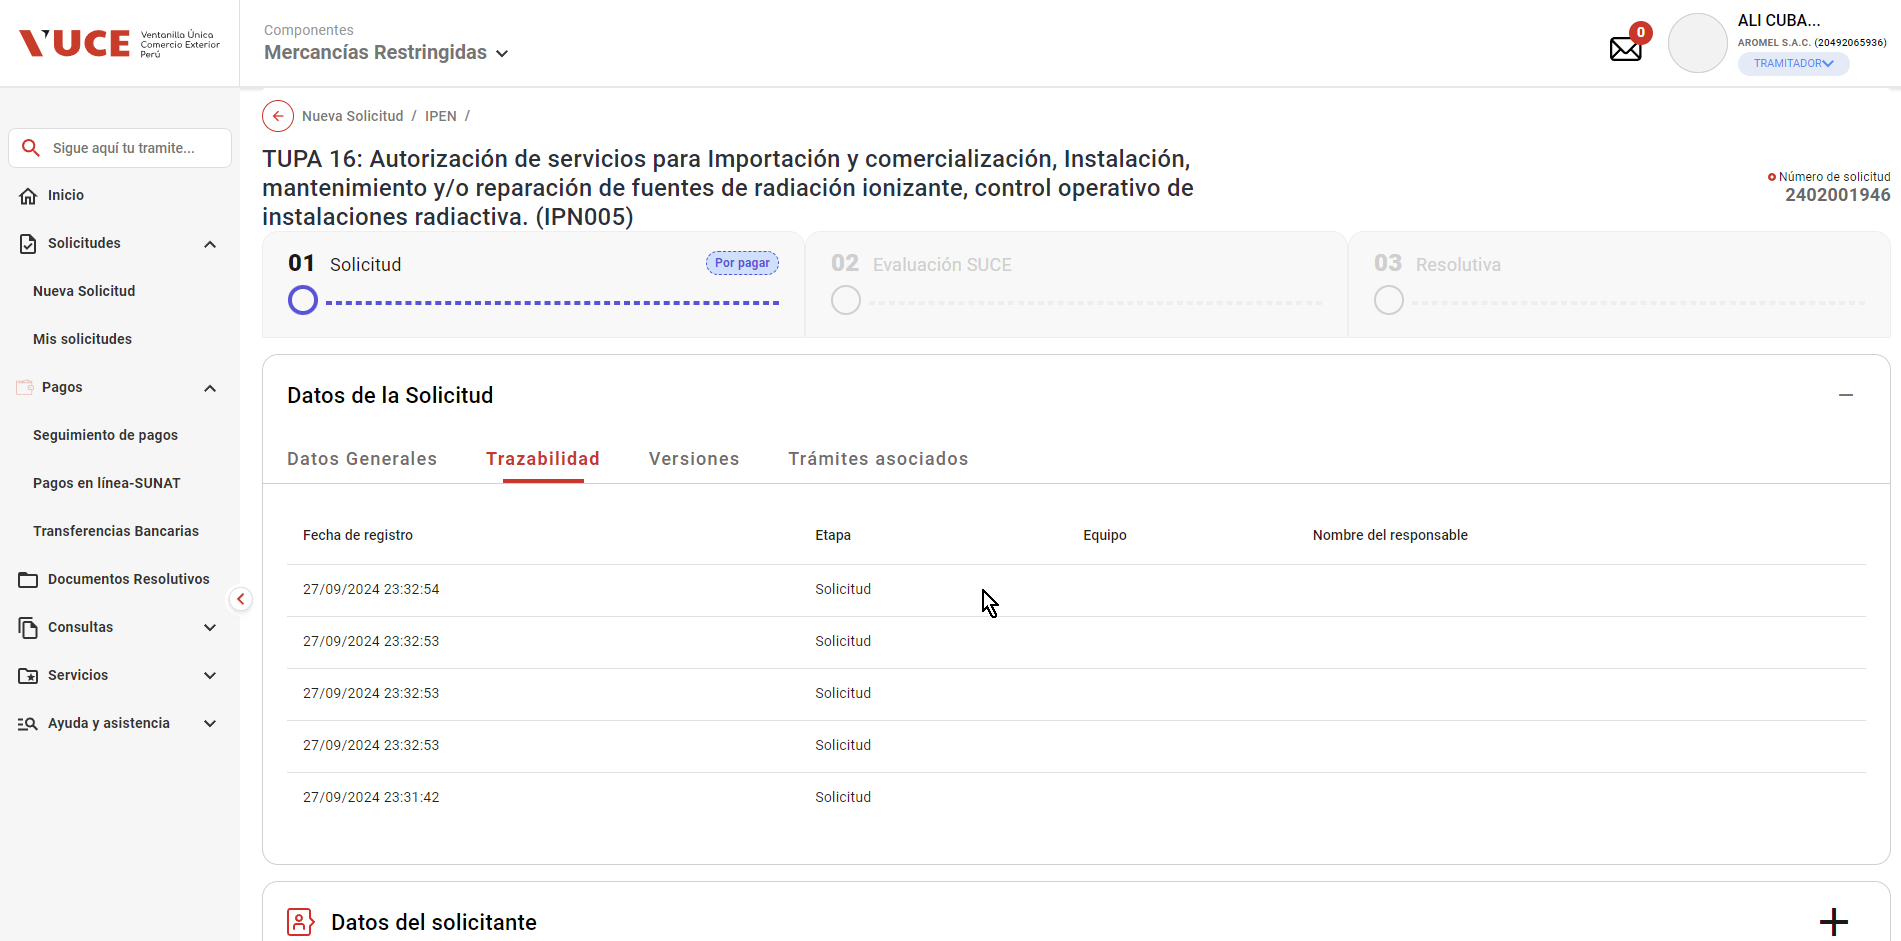 VUCE
Ventanilla Única
Comercio Exterior
Perú
Componentes
Mercancías Restringidas
0
ALI CUBA...
AROMEL S.A.C. (20492065936)
TRAMITADOR
Sigue aquí tu tramite...
Inicio
Solicitudes
Nueva Solicitud
Mis solicitudes
Pagos
Seguimiento de pagos
Pagos en línea-SUNAT
Transferencias Bancarias
Documentos Resolutivos
Consultas
Servicios
Ayuda y asistencia
Nueva Solicitud / IPEN /
TUPA 16: Autorización de servicios para Importación y comercialización, Instalación,
mantenimiento y/o reparación de fuentes de radiación ionizante, control operativo de
instalaciones radiactiva. (IPN005)
Número de solicitud
2402001946
01 Solicitud Por pagar
02 Evaluación SUCE
03 Resolutiva
Datos de la Solicitud
Datos Generales Trazabilidad Versiones Trámites asociados
Fecha de registro Etapa Equipo Nombre del responsable
27/09/2024 23:32:54 Solicitud
27/09/2024 23:32:53 Solicitud
27/09/2024 23:32:53 Solicitud
27/09/2024 23:32:53 Solicitud
27/09/2024 23:31:42 Solicitud
Datos del solicitante